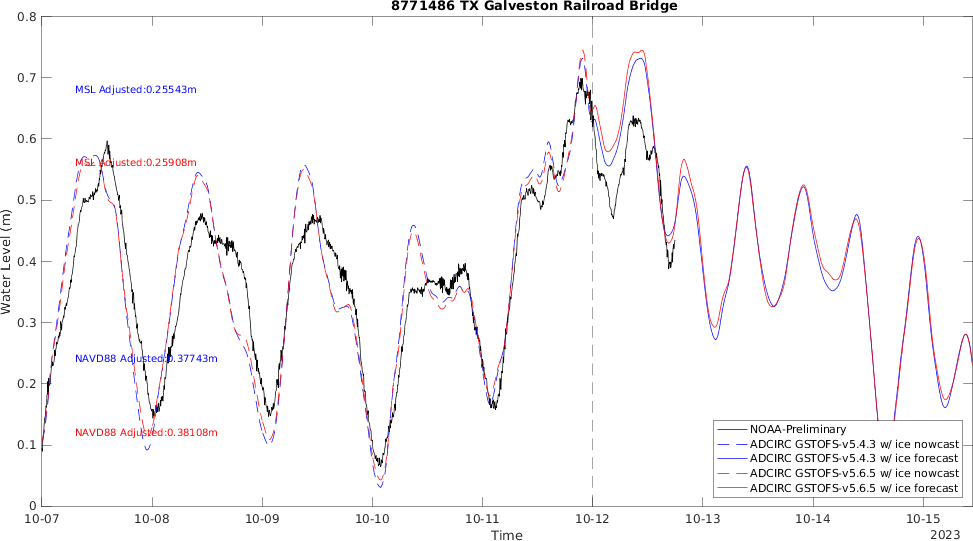 8771486 TX Galveston Railroad Bridge
0.8
0.7
0.6
0.5
0.4
0.3
0.2
0.1
0
Water Level (m)
MSL Adjusted:0.25543m
MSL Adjusted:0.25908m
NAVD88 Adjusted:0.37743m
NAVD88 Adjusted:0.38108m
NOAA-Preliminary
ADCIRC GSTOFS-v5.4.3 w/ ice nowcast
ADCIRC GSTOFS-v5.4.3 w/ ice forecast
ADCIRC GSTOFS-v5.6.5 w/ ice nowcast
ADCIRC GSTOFS-v5.6.5 w/ ice forecast
10-07 10-08 10-09 10-10 10-11 10-12 10-13 10-14 10-15
Time
2023